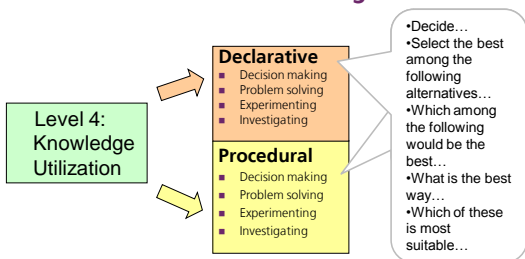 Level 4:
Knowledge
Utilization
Declarative
▪ Decision making
▪ Problem solving
▪ Experimenting
▪ Investigating
Procedural
▪ Decision making
▪ Problem solving
▪ Experimenting
▪ Investigating
•Decide…
•Select the best
among the
following
alternatives…
•Which among
the following
would be the
best…
•What is the best
way…
•Which of these
is most
suitable…